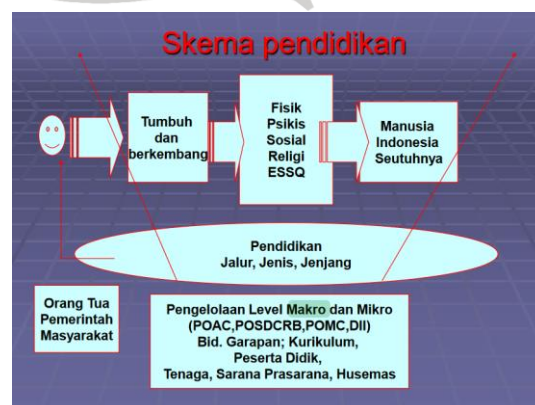 Skema pendidikan
Tumbuh
dan
berkembang
Fisik
Psikis
Sosial
Religi
ESSQ
Manusia
Indonesia
Seutuhnya
Pendidikan
Jalur, Jenis, Jenjang
Orang Tua
Pemerintah
Masyarakat
Pengelolaan Level Makro dan Mikro
(POAC,POSDCRB,POMC,Dll)
Bid. Garapan; Kurikulum,
Peserta Didik,
Tenaga, Sarana Prasarana, Husemas